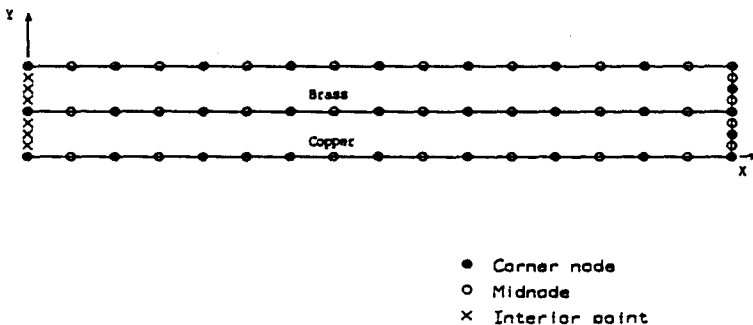 Y
Brass
Copper
X
Corner node
Midnode
Interior point